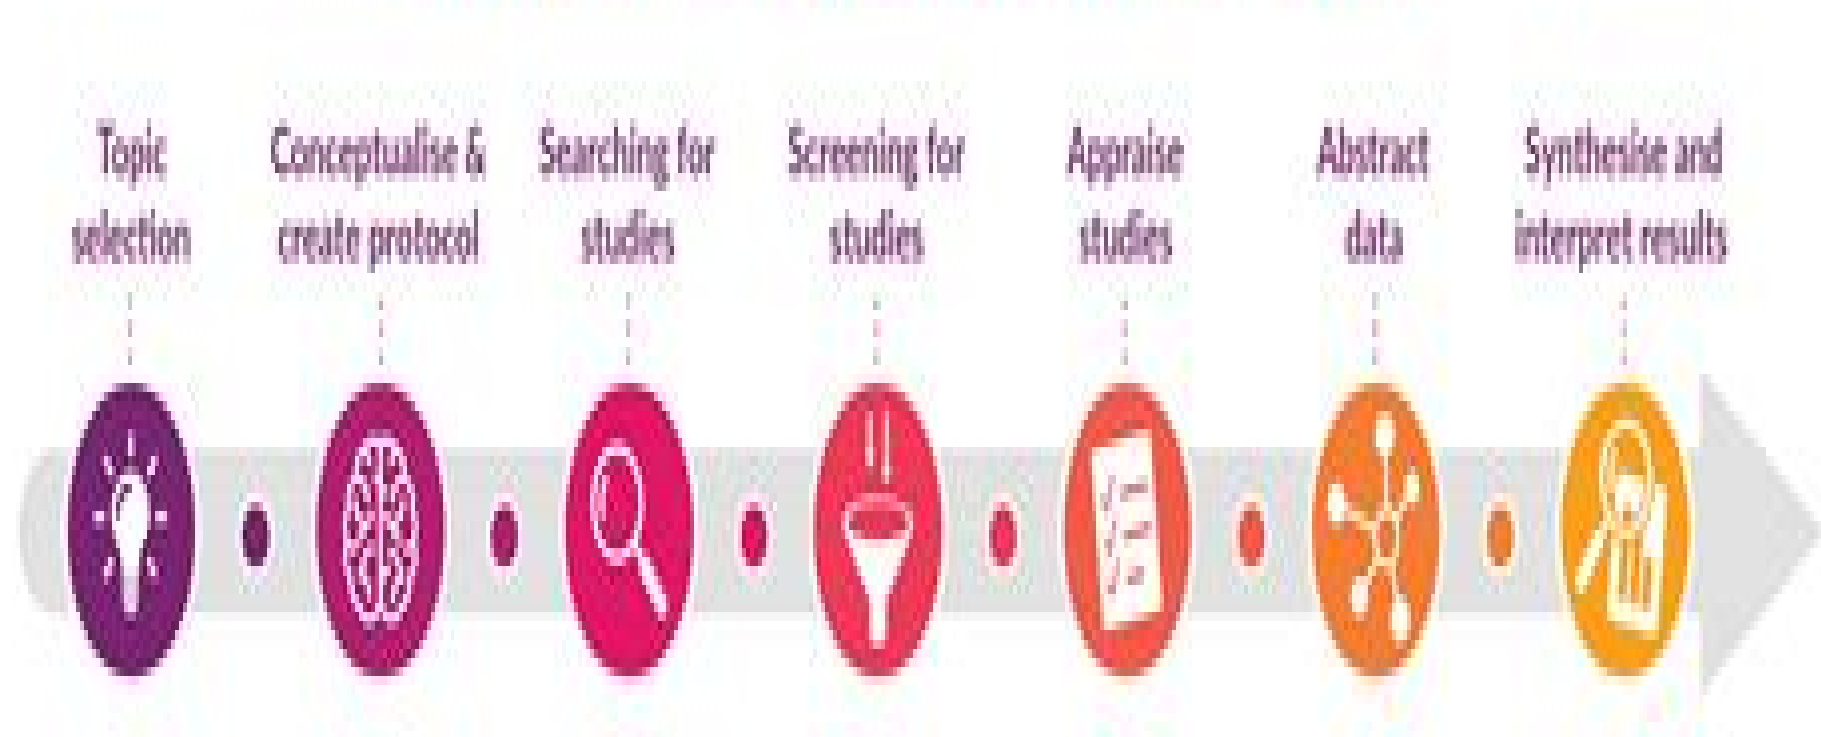 Topic
selection
Conceptualise &
create protocol
Searching for
studies
Screening for
studies
Appraise
studies
Abstract
data
Synthesise and
interpret results